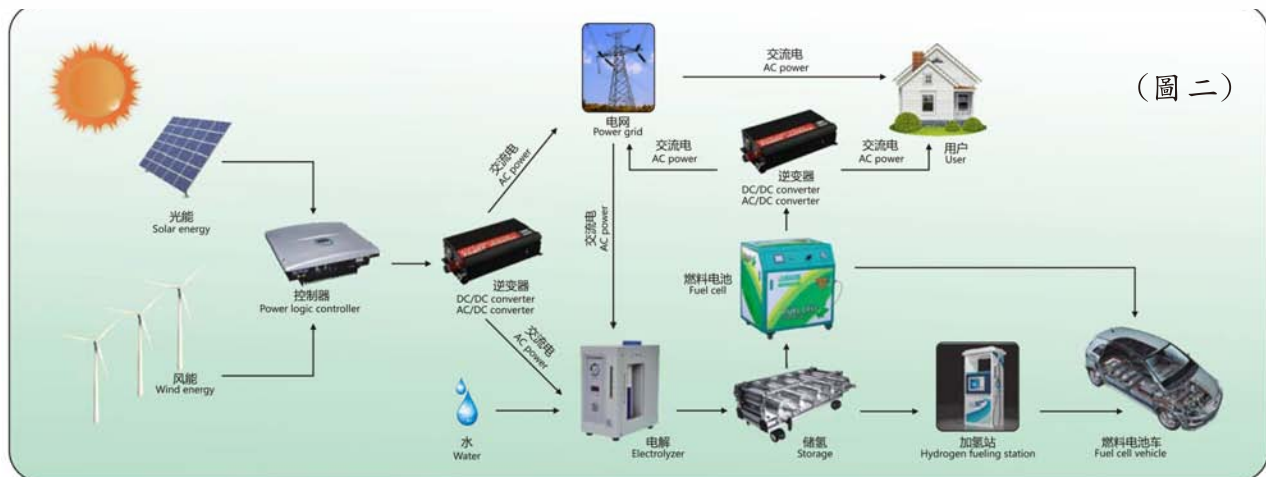 (圖二)
交流电
AC power
电网
Power grid
交流电
AC power
交流电
AC power
交流电
AC power
用户
User
光能
Solar energy
逆变器
DC/DC converter
AC/DC converter
交流电
AC power
控制器
Power logic controller
逆变器
DC/DC converter
AC/DC converter
燃料电池
Fuel cell
交流电
AC power
风能
Wind energy
水
Water
电解
Electrolyzer
储氢
Storage
加氢站
Hydrogen fueling station
燃料电池车
Fuel cell vehicle